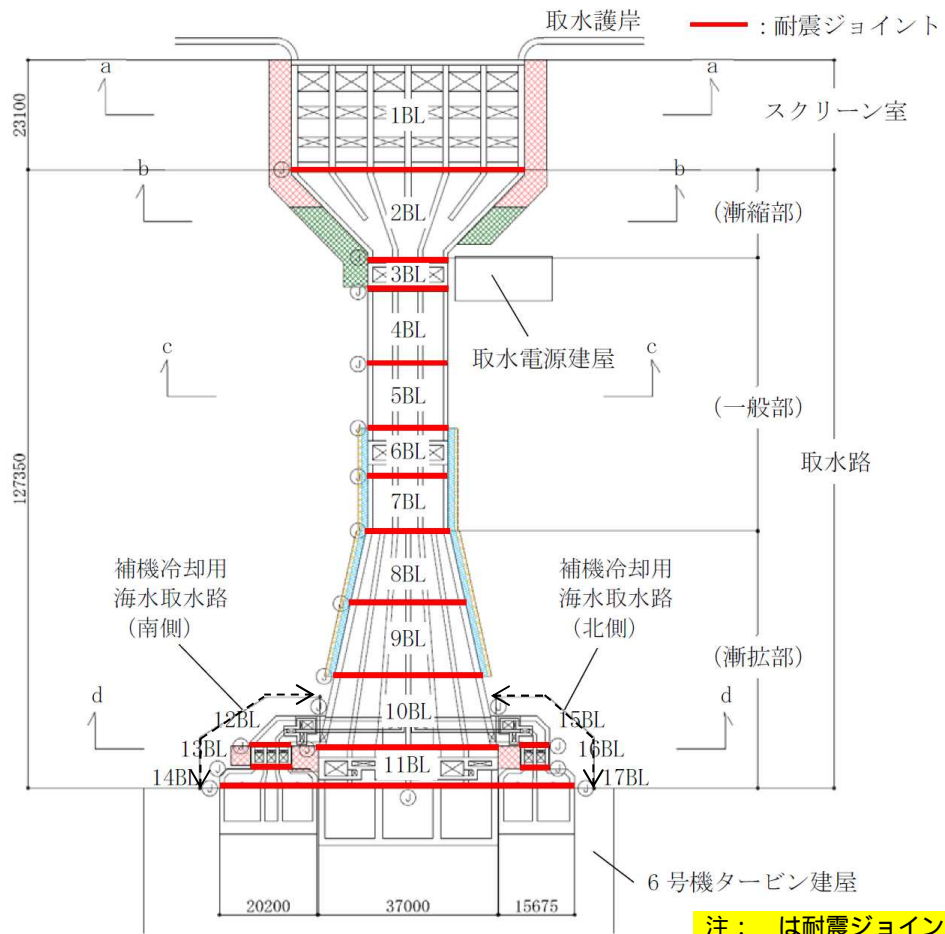 取水護岸
：耐震ジョイント
a
a
スクリーン室
23100
1BL
J
b
b
2BL
(漸縮部)
J
3BL
J
4BL
取水電源建屋
c
c
J
5BL
(一般部)
J
6BL
取水路
J
7BL
127350
J
8BL
補機冷却用
海水取水路
(南側)
補機冷却用
海水取水路
(北側)
J
9BL
(漸拡部)
J
d
d
J
J
10BL
12BL
15BL
J
J
J
13BL
16BL
11BL
J
J
14BL
17BL
J
J
J
6号機タービン建屋
20200
37000
15675
注：　は耐震ジョイン